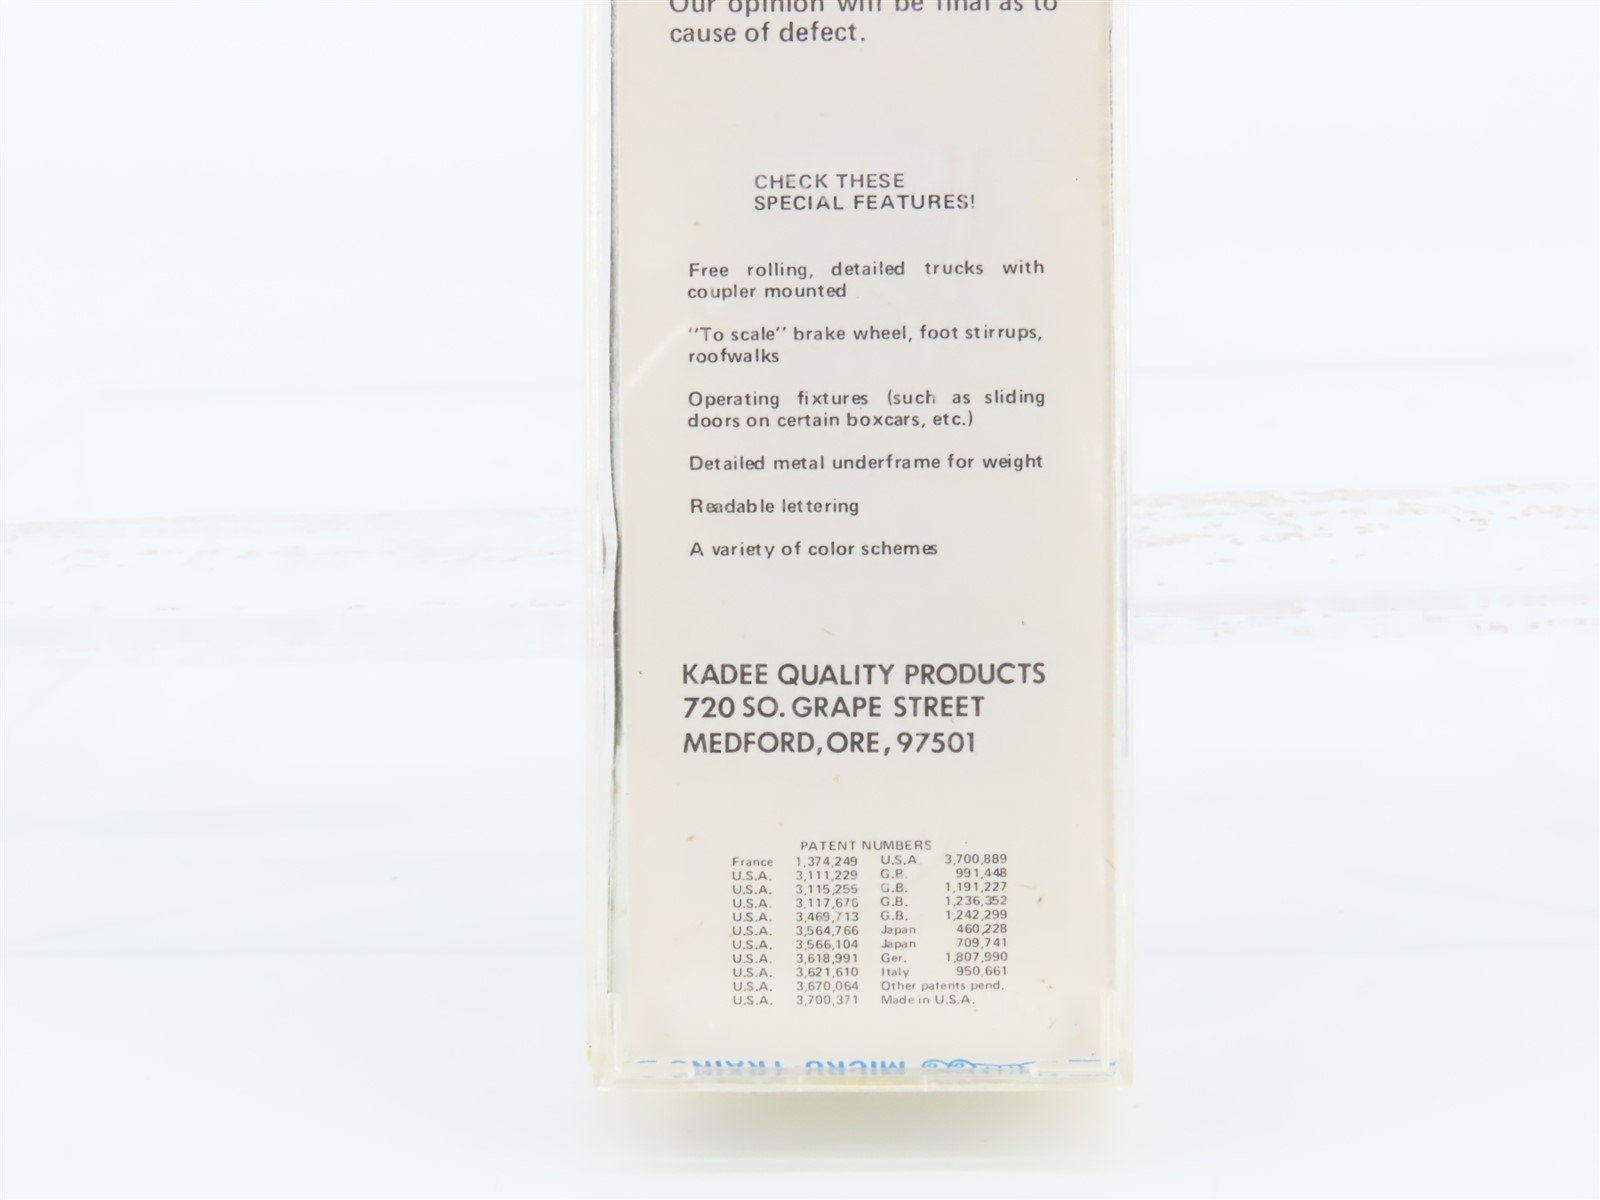 Our opinion will be final as to
cause of defect.
CHECK THESE
SPECIAL FEATURES!
Free rolling, detailed trucks with
coupler mounted
"To scale" brake wheel, foot stirrups,
roofwalks
Operating fixtures (such as sliding
doors on certain boxcars, etc.)
Detailed metal underframe for weight
Readable lettering
A variety of color schemes
KADEE QUALITY PRODUCTS
720 SO. GRAPE STREET
MEDFORD, ORE, 97501
PATENT NUMBERS
France 1,374,249 U.S.A 3,700,889
U.S.A. 3,111,229 G.B. 991,448
U.S.A. 3,115,255 G.B. 1,191,227
U.S.A. 3,117,676 G.B. 1,236,352
U.S.A. 3,469,713 G.B. 1,242,299
U.S.A. 3,564,766 Japan 460,228
U.S.A. 3,566,104 Japan 709,741
U.S.A. 3,618,991 Ger. 1,807,990
U.S.A. 3,621,610 Italy 950,661
U.S.A. 3,670,064 Other patents pend.
U.S.A. 3,700,371 Made in U.S.A.
MICRO-TRAINS